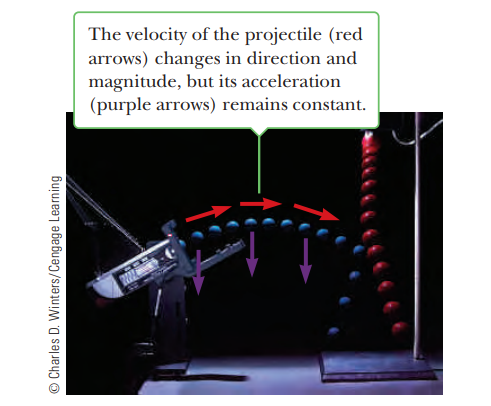 The velocity of the projectile (red
arrows) changes in direction and
magnitude, but its acceleration
(purple arrows) remains constant.
© Charles D. Winters/Cengage Learning